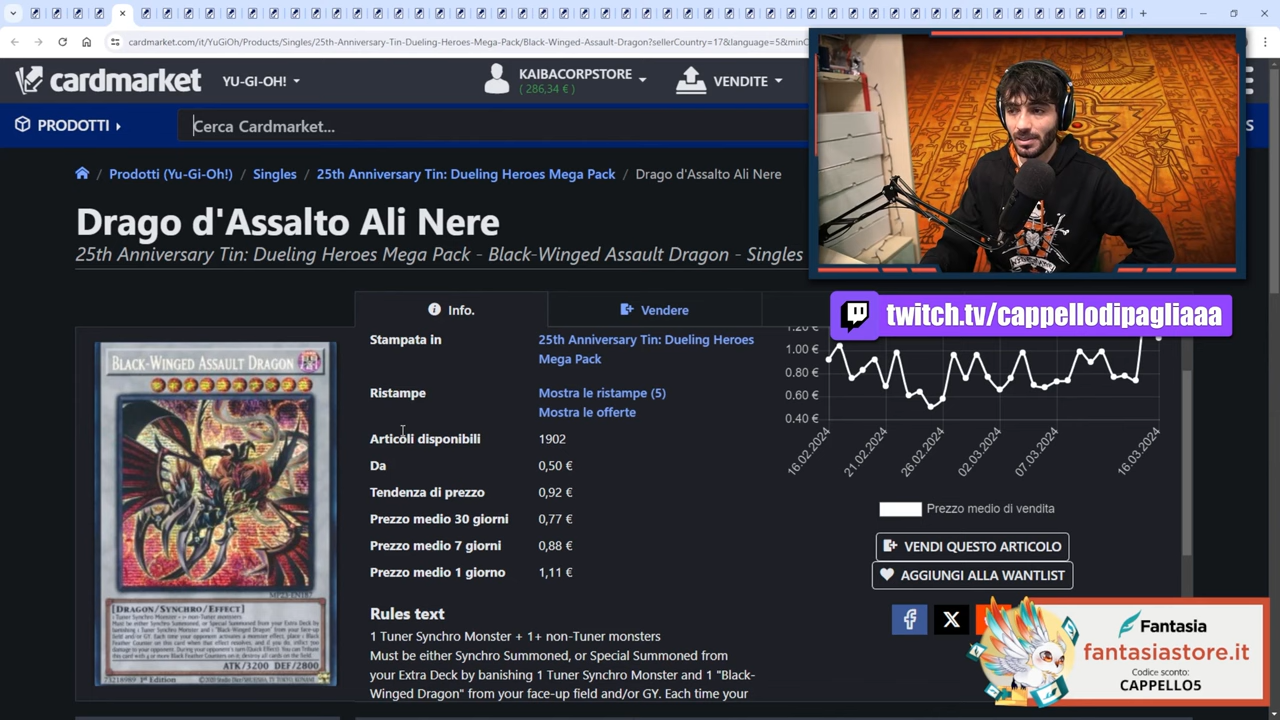 cardmarket.com/it/YuGiOh/Products/Singles/25th-Anniversary-Tin-Dueling-Heroes-Mega-Pack/Black-Winged-Assault-Dragon?sellerCountry=17&language=5&minC
cardmarket
YU-GI-OH!
KAIBACORPSTORE
( 286,34 € )
VENDITE
PRODOTTI
Cerca Cardmarket...
S
Prodotti (Yu-Gi-Oh!) / Singles / 25th Anniversary Tin: Dueling Heroes Mega Pack / Drago d'Assalto Ali Nere
Drago d'Assalto Ali Nere
25th Anniversary Tin: Dueling Heroes Mega Pack - Black-Winged Assault Dragon - Singles
Info.
Vendere
twitch.tv/cappellodipagliaaa
Stampata in
25th Anniversary Tin: Dueling Heroes
Mega Pack
Ristampe
Mostra le ristampe (5)
Mostra le offerte
Articoli disponibili
1902
Da
0,50 €
Tendenza di prezzo
0,92 €
Prezzo medio 30 giorni
0,77 €
Prezzo medio 7 giorni
0,88 €
Prezzo medio 1 giorno
1,11 €
Rules text
1 Tuner Synchro Monster + 1+ non-Tuner monsters
Must be either Synchro Summoned, or Special Summoned from
your Extra Deck by banishing 1 Tuner Synchro Monster and 1 "Black-
Winged Dragon" from your face-up field and/or GY. Each time your
1.20 €
1.00 €
0.80 €
0.60 €
0.40 €
16.02.2024
21.02.2024
26.02.2024
02.03.2024
07.03.2024
16.03.2024
Prezzo medio di vendita
VENDI QUESTO ARTICOLO
AGGIUNGI ALLA WANTLIST
BLACK-WINGED ASSAULT DRAGON
[DRAGON/SYNCHRO/EFFECT]
ATK/3200 DEF/2800
73218989
1st Edition
Fantasia
fantasiastore.it
Codice sconto:
CAPPELLO5